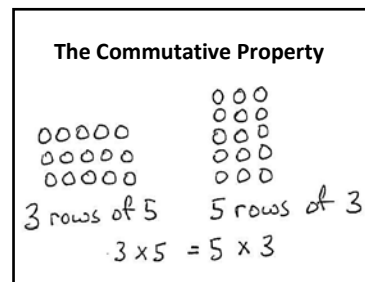 The Commutative Property
3 rows of 5
5 rows of 3
3 x 5 = 5 x 3